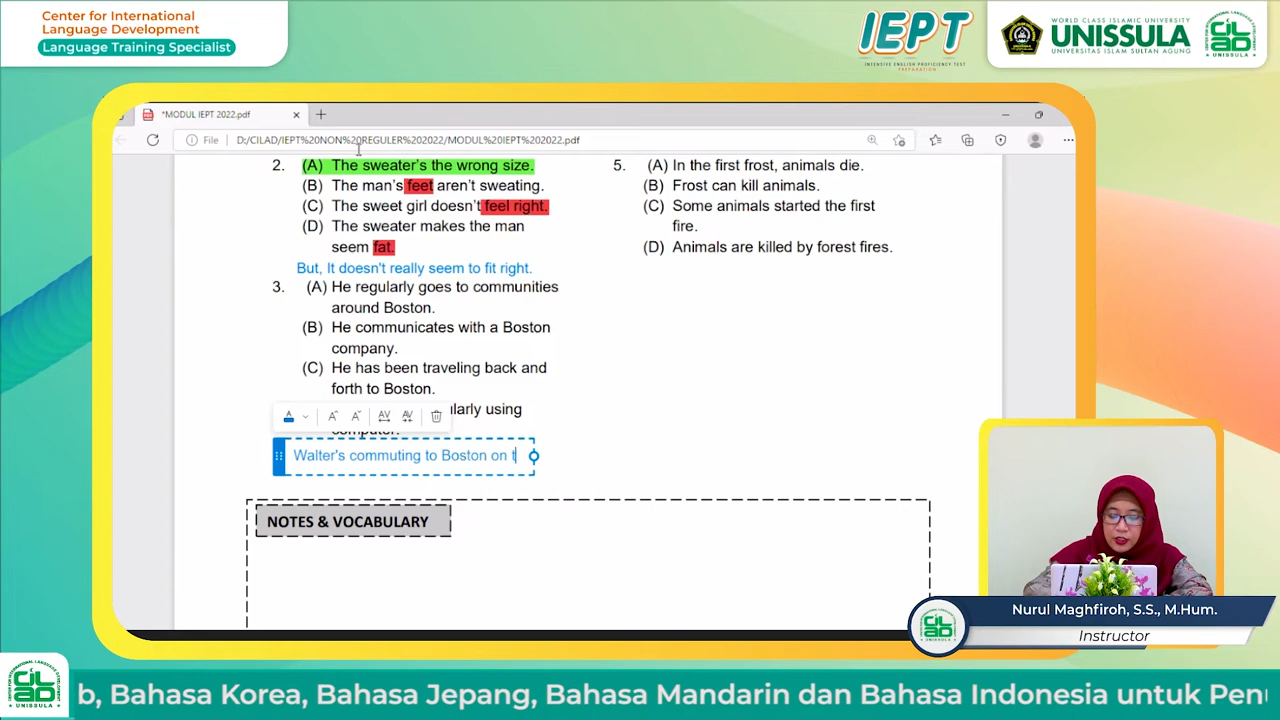 Center for International
Language Development
Language Training Specialist
IEPT
INTENSIVE ENGLISH PROFICIENCY TEST
PREPARATION
WORLD CLASS ISLAMIC UNIVERSITY
UNISSULA
UNIVERSITAS ISLAM SULTAN AGUNG
CILAD
UNISSULA
*MODUL IEPT 2022.pdf
File D:/CILAD/IEPT%20NON%20REGULER%202022/MODUL%20IEPT%202022.pdf
2. (A) The sweater's the wrong size.
(B) The man's feet aren't sweating.
(C) The sweet girl doesn't feel right.
(D) The sweater makes the man
seem fat.
But, It doesn't really seem to fit right.
3. (A) He regularly goes to communities
around Boston.
(B) He communicates with a Boston
company.
(C) He has been traveling back and
forth to Boston.
larly using
computer.
Walter's commuting to Boston on t
5. (A) In the first frost, animals die.
(B) Frost can kill animals.
(C) Some animals started the first
fire.
(D) Animals are killed by forest fires.
NOTES & VOCABULARY
Nurul Maghfiroh, S.S., M.Hum.
Instructor
CILAD
UNISSULA
b, Bahasa Korea, Bahasa Jepang, Bahasa Mandarin dan Bahasa Indonesia untuk Pen